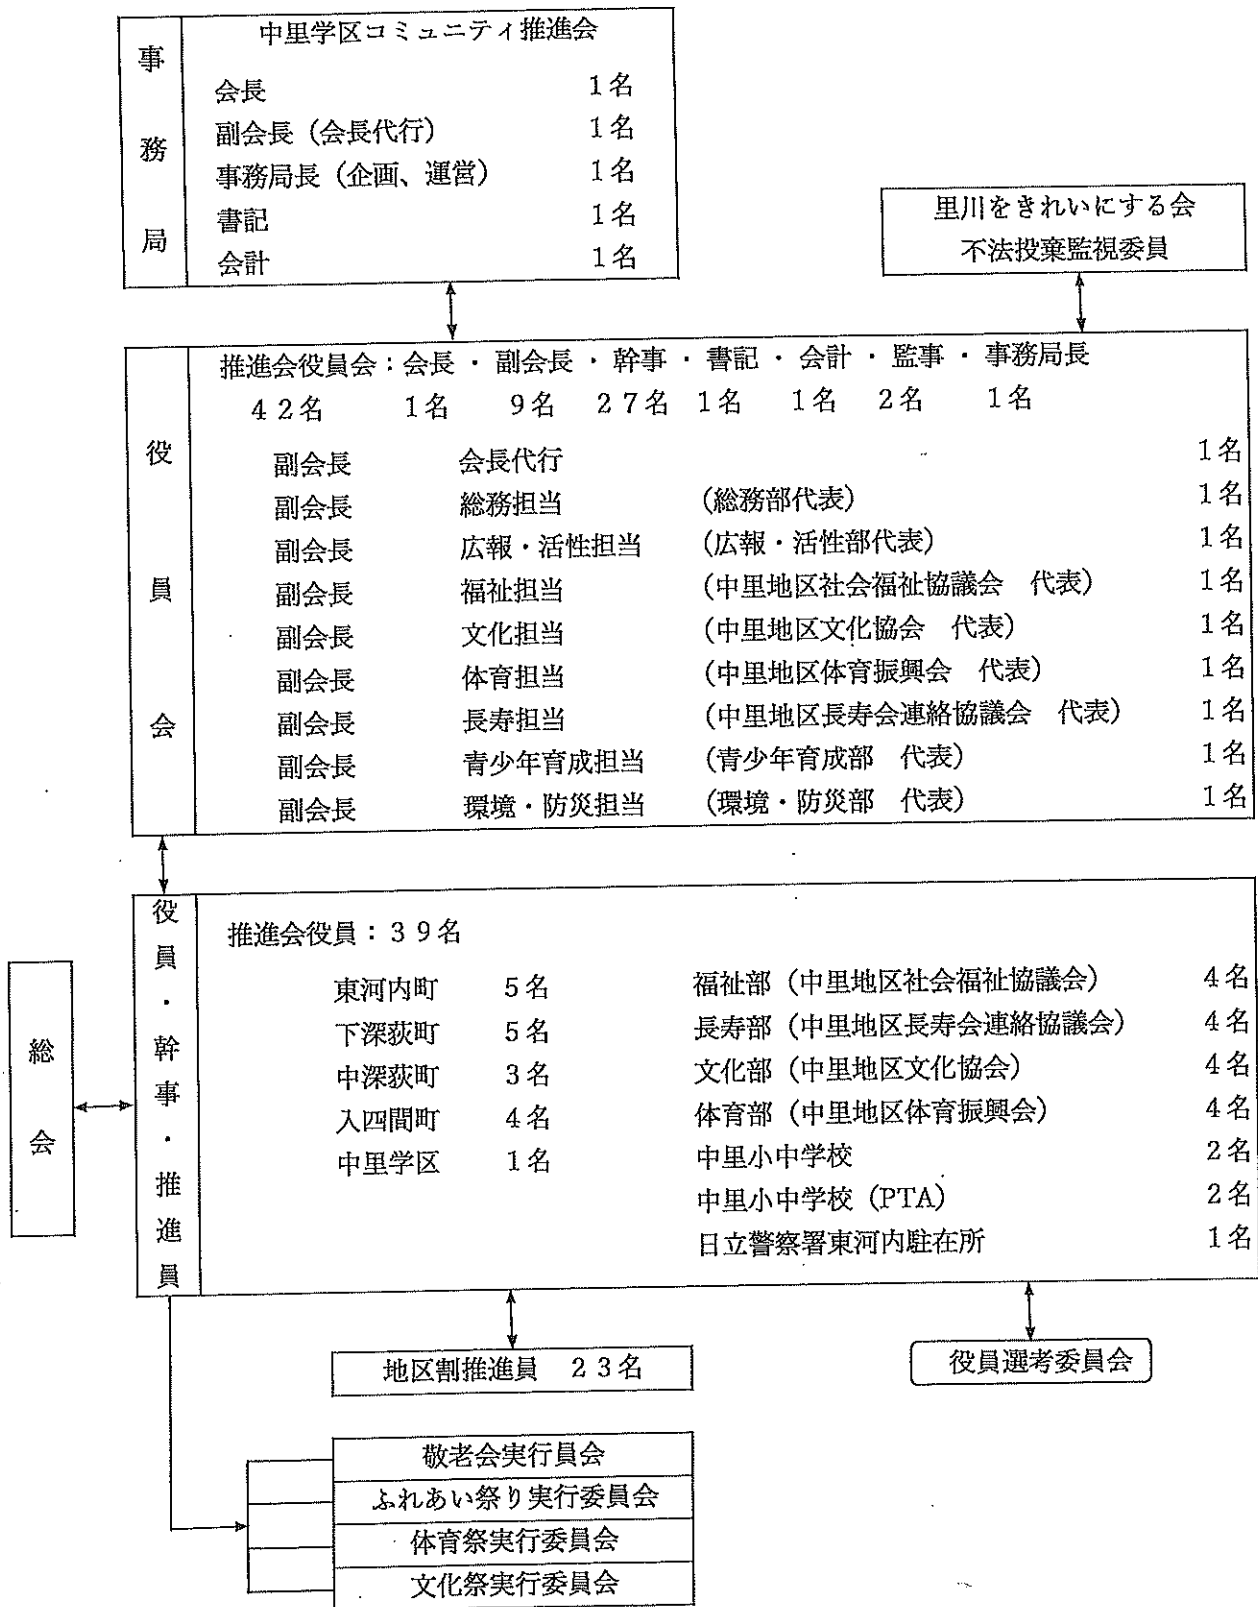 事務局
中里学区コミュニティ推進会
会長 1名
副会長（会長代行） 1名
事務局長（企画、運営） 1名
書記 1名
会計 1名
里川をきれいにする会
不法投棄監視委員
役員会
推進会役員会：会長・副会長・幹事・書記・会計・監事・事務局長
42名 1名 9名 27名 1名 1名 2名 1名
副会長 会長代行 1名
副会長 総務担当 （総務部代表） 1名
副会長 広報・活性担当 （広報・活性部代表） 1名
副会長 福祉担当 （中里地区社会福祉協議会　代表） 1名
副会長 文化担当 （中里地区文化協会　代表） 1名
副会長 体育担当 （中里地区体育振興会　代表） 1名
副会長 長寿担当 （中里地区長寿会連絡協議会　代表） 1名
副会長 青少年育成担当 （青少年育成部　代表） 1名
副会長 環境・防災担当 （環境・防災部　代表） 1名
総会
役員・幹事・推進員
推進会役員：39名
東河内町 5名 福祉部（中里地区社会福祉協議会） 4名
下深荻町 5名 長寿部（中里地区長寿会連絡協議会） 4名
中深荻町 3名 文化部（中里地区文化協会） 4名
入四間町 4名 体育部（中里地区体育振興会） 4名
中里学区 1名 中里小中学校 2名
中里小中学校（PTA） 2名
日立警察署東河内駐在所 1名
地区割推進員　23名
役員選考委員会
敬老会実行員会
ふれあい祭り実行委員会
体育祭実行委員会
文化祭実行委員会